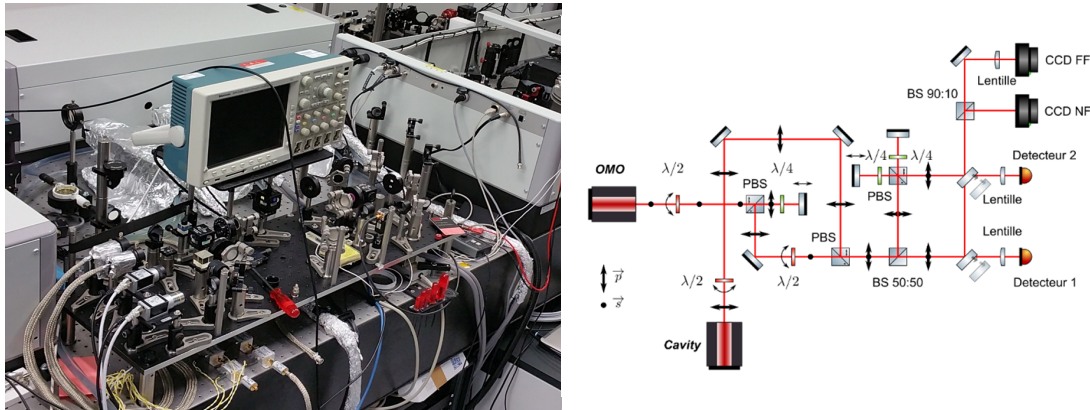 CCD FF
Lentille
BS 90:10
CCD NF
λ/2
λ/4
λ/4
λ/4
OMO
PBS
Detecteur 2
PBS
Lentille
PBS
Lentille
λ/2
λ/2
BS 50:50
Detecteur 1
p⃗
s⃗
Cavity